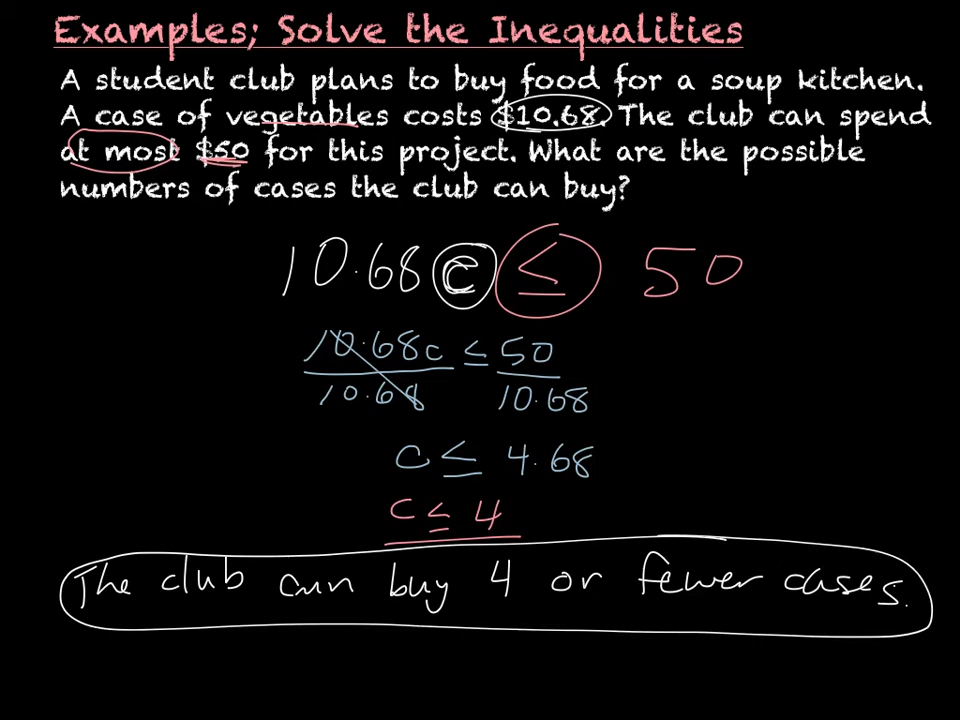 Examples; Solve the Inequalities
A student club plans to buy food for a soup kitchen.
A case of vegetables costs $10.68. The club can spend
at most $50 for this project. What are the possible
numbers of cases the club can buy?
10.68c ≤ 50
10.68c ≤ 50
10.68 10.68
c ≤ 4.68
c ≤ 4
The club can buy 4 or fewer cases.